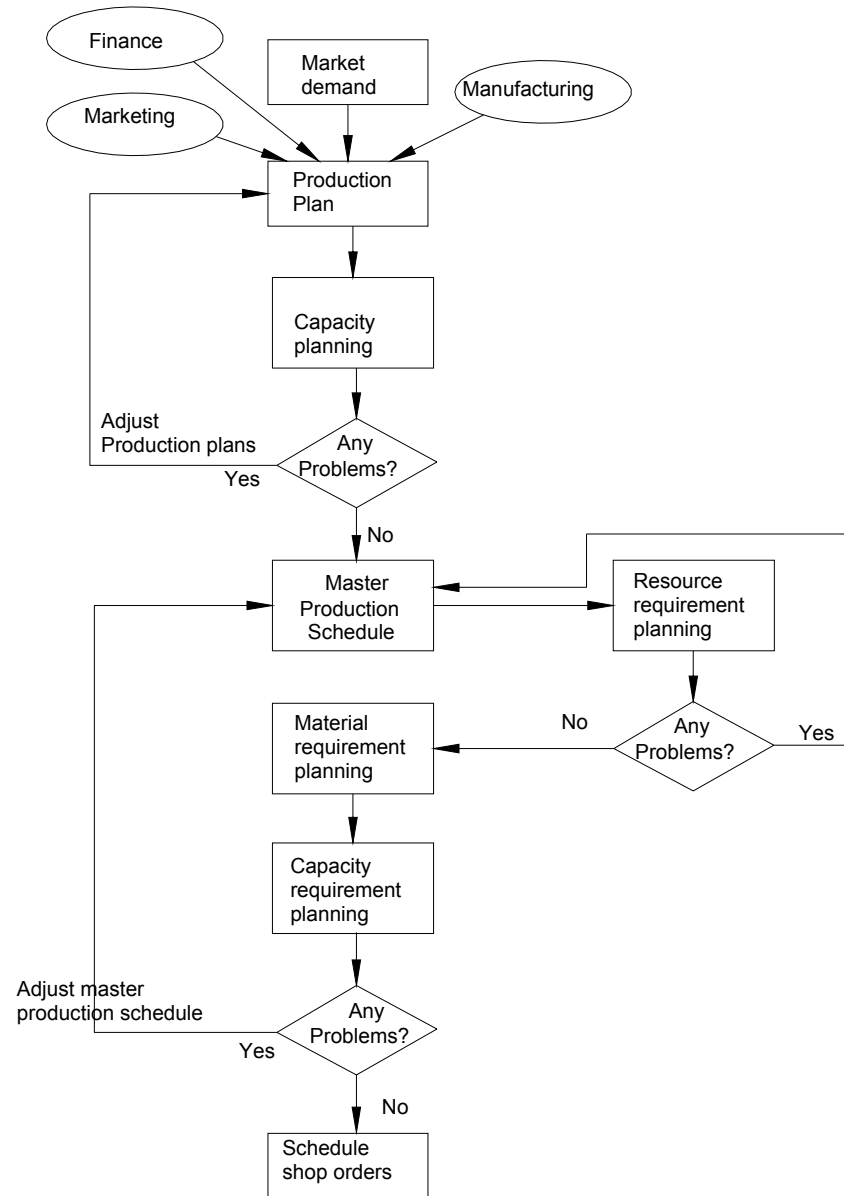 Finance
Market
demand
Manufacturing
Marketing
Production
Plan
Capacity
planning
Adjust
Production plans
Any
Problems?
Yes
No
Master
Production
Schedule
Resource
requirement
planning
Any
Problems?
Yes
No
Material
requirement
planning
Capacity
requirement
planning
Adjust master
production schedule
Any
Problems?
Yes
No
Schedule
shop orders